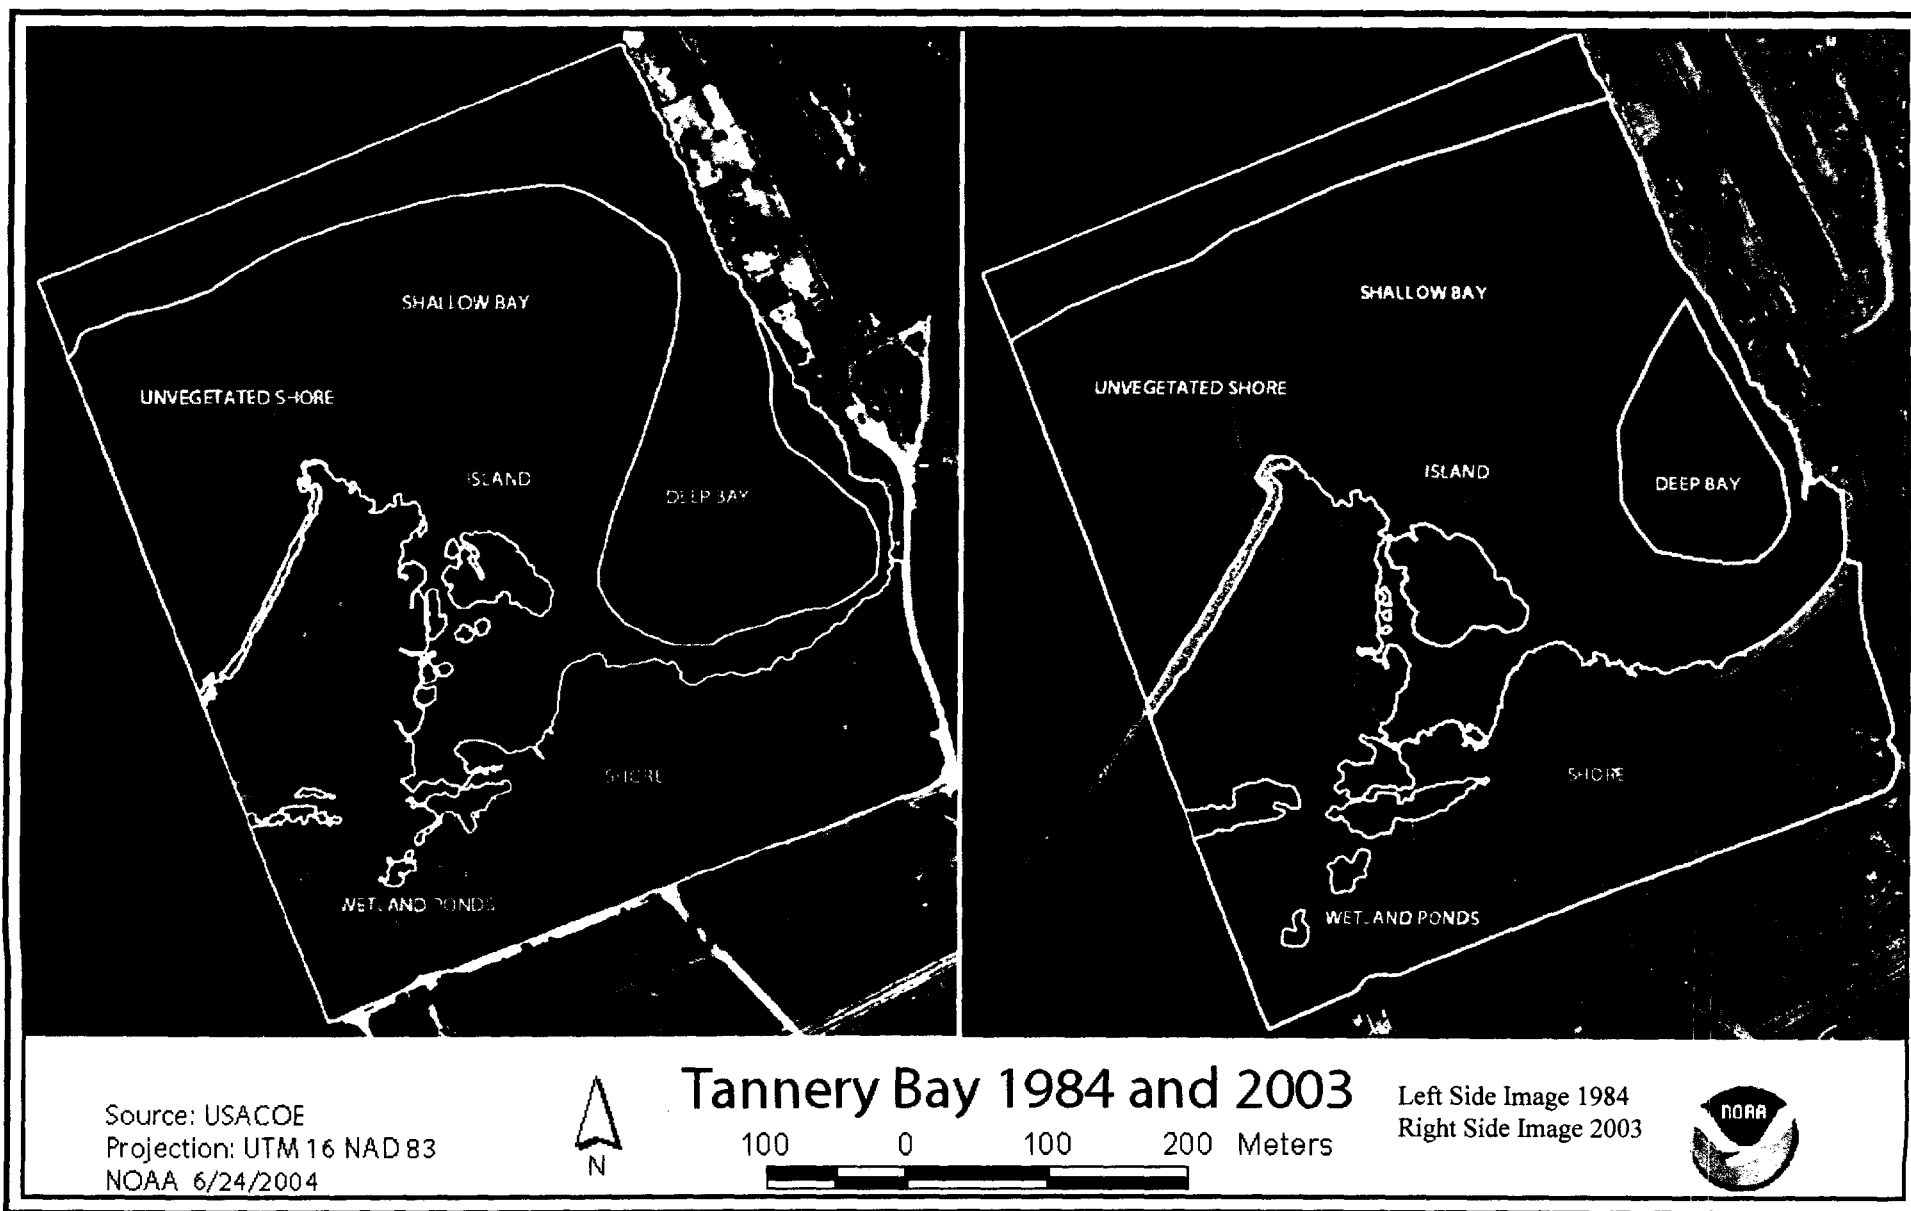 SHALLOW BAY
UNVEGETATED SHORE
ISLAND
DEEP BAY
SHORE
WETLAND PONDS
SHALLOW BAY
UNVEGETATED SHORE
ISLAND
DEEP BAY
SHORE
WETLAND PONDS
Source: USACOE
Projection: UTM 16 NAD 83
NOAA 6/24/2004
N
Tannery Bay 1984 and 2003
100 0 100 200 Meters
Left Side Image 1984
Right Side Image 2003
NOAA